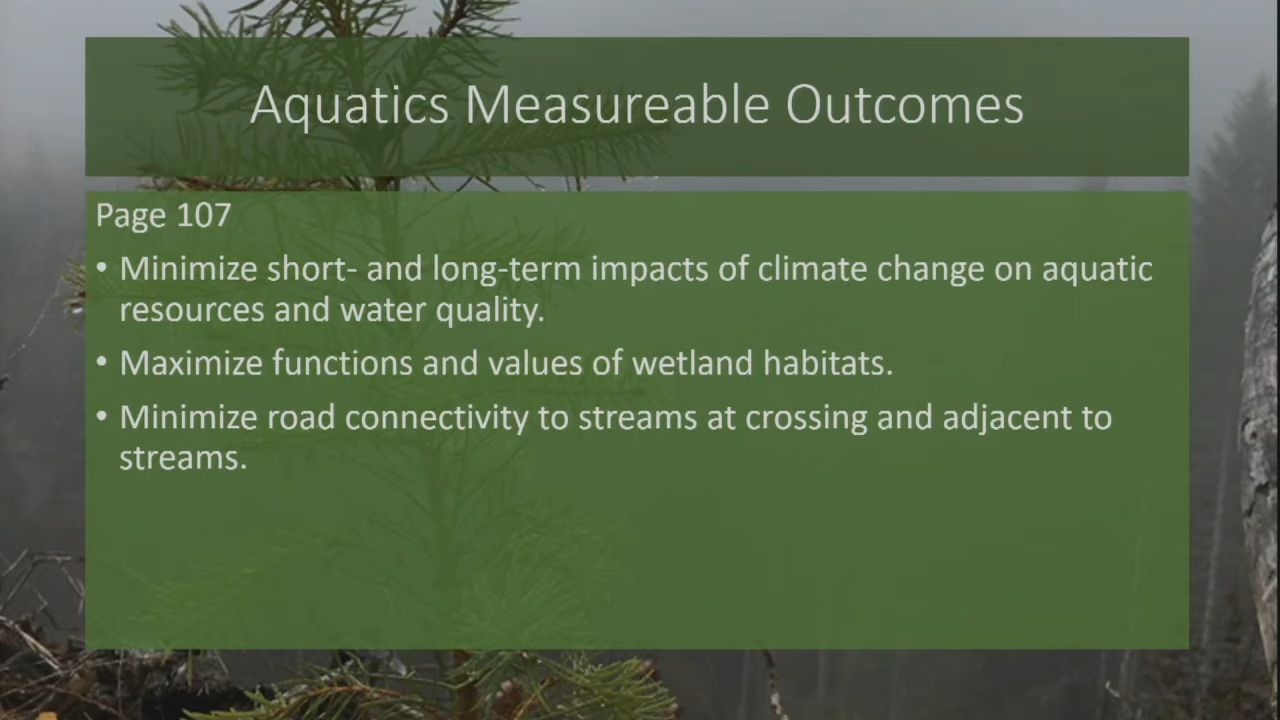 Aquatics Measureable Outcomes
Page 107
• Minimize short- and long-term impacts of climate change on aquatic
resources and water quality.
• Maximize functions and values of wetland habitats.
• Minimize road connectivity to streams at crossing and adjacent to
streams.